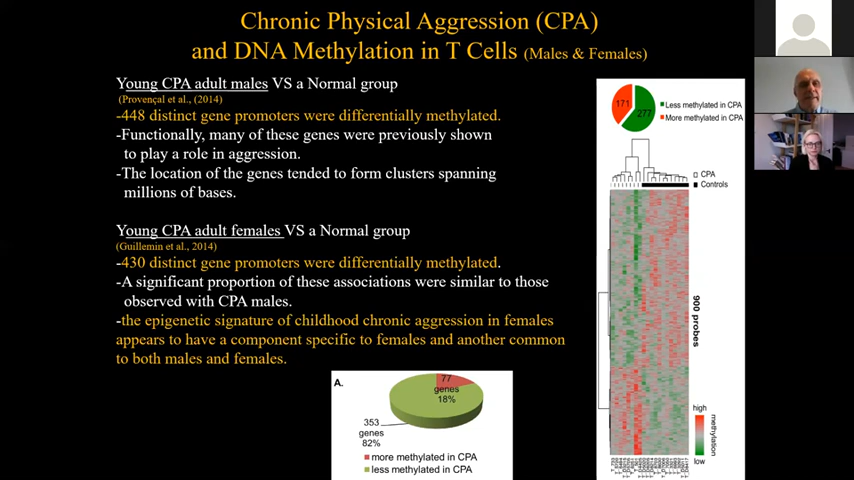 Chronic Physical Aggression (CPA)
and DNA Methylation in T Cells (Males & Females)
Young CPA adult males VS a Normal group
(Provençal et al., (2014)
-448 distinct gene promoters were differentially methylated.
-Functionally, many of these genes were previously shown
to play a role in aggression.
-The location of the genes tended to form clusters spanning
millions of bases.
Young CPA adult females VS a Normal group
(Guillemin et al., 2014)
-430 distinct gene promoters were differentially methylated.
-A significant proportion of these associations were similar to those
observed with CPA males.
-the epigenetic signature of childhood chronic aggression in females
appears to have a component specific to females and another common
to both males and females.
A.
77
genes
18%
353
genes
82%
more methylated in CPA
less methylated in CPA
171
277
Less methylated in CPA
More methylated in CPA
CPA
Controls
900 probes
high
methylation
low